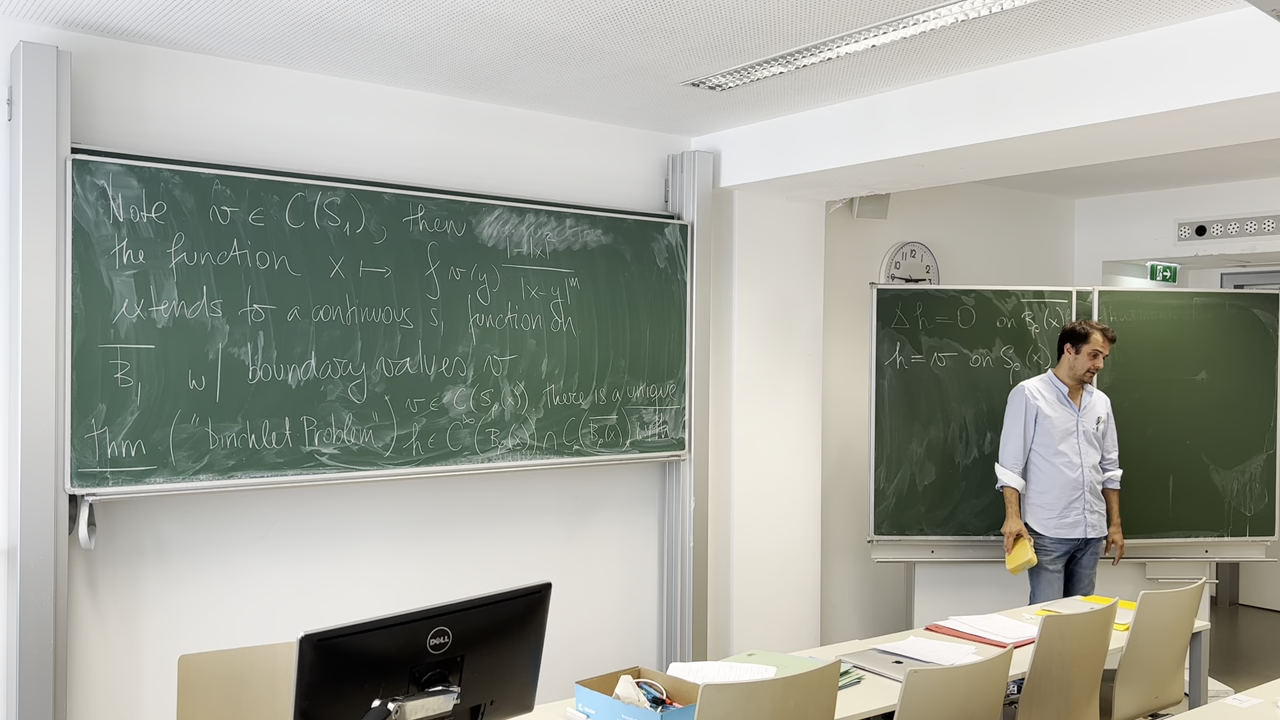 Note v ∈ C(S₁), then
the function x ↦ ∫ v(y) 1-|x|² / |x-y|ⁿ
extends to a continuous function on
B̄₁ w/ boundary values v
v ∈ C(Sρ(x)) there is a unique
Thm ("Dirichlet Problem") h ∈ C^∞(Bρ(x)) ∩ C(B̄ρ(x)) with
Δh = 0 on Bρ(x)
h = v on Sρ(x)
DELL